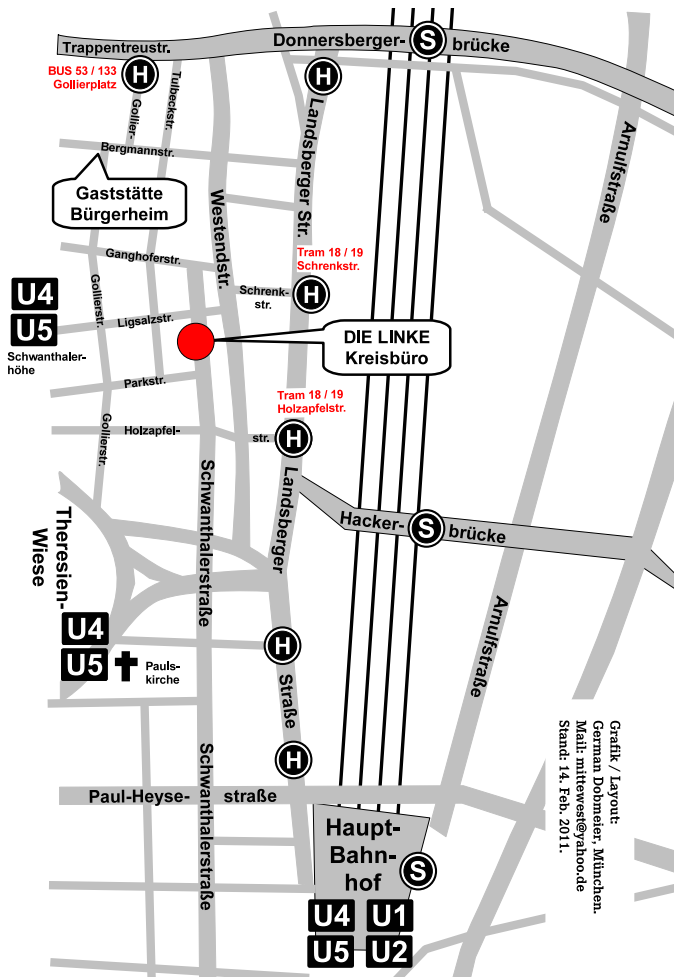 Donnersberger-
S
brücke
Trappentreustr.
BUS 53 / 133
Gollierplatz
H
H
Tulbeckstr.
Gollier-
Landsberger Str.
Arnulfstraße
Bergmannstr.
Gaststätte
Bürgerheim
Westendstr.
Ganghoferstr.
Tram 18 / 19
Schrenkstr.
Gollierstr.
Schrenk-
str.
H
U4
U5
Schwanthaler-
höhe
Ligsalzstr.
DIE LINKE
Kreisbüro
Parkstr.
Tram 18 / 19
Holzapfelstr.
Gollierstr.
Holzapfel-
str.
H
Schwanthalerstraße
Landsberger
Hacker-
S
brücke
Theresien-
Wiese
U4
U5
Pauls-
kirche
H
Arnulfstraße
Straße
H
Schwanthalerstraße
Paul-Heyse-
straße
Grafik / Layout:
German Dobmeier, München.
Mail: mittewest@yahoo.de
Stand: 14. Feb. 2011.
Haupt-
Bahn-
hof
S
U4
U1
U5
U2